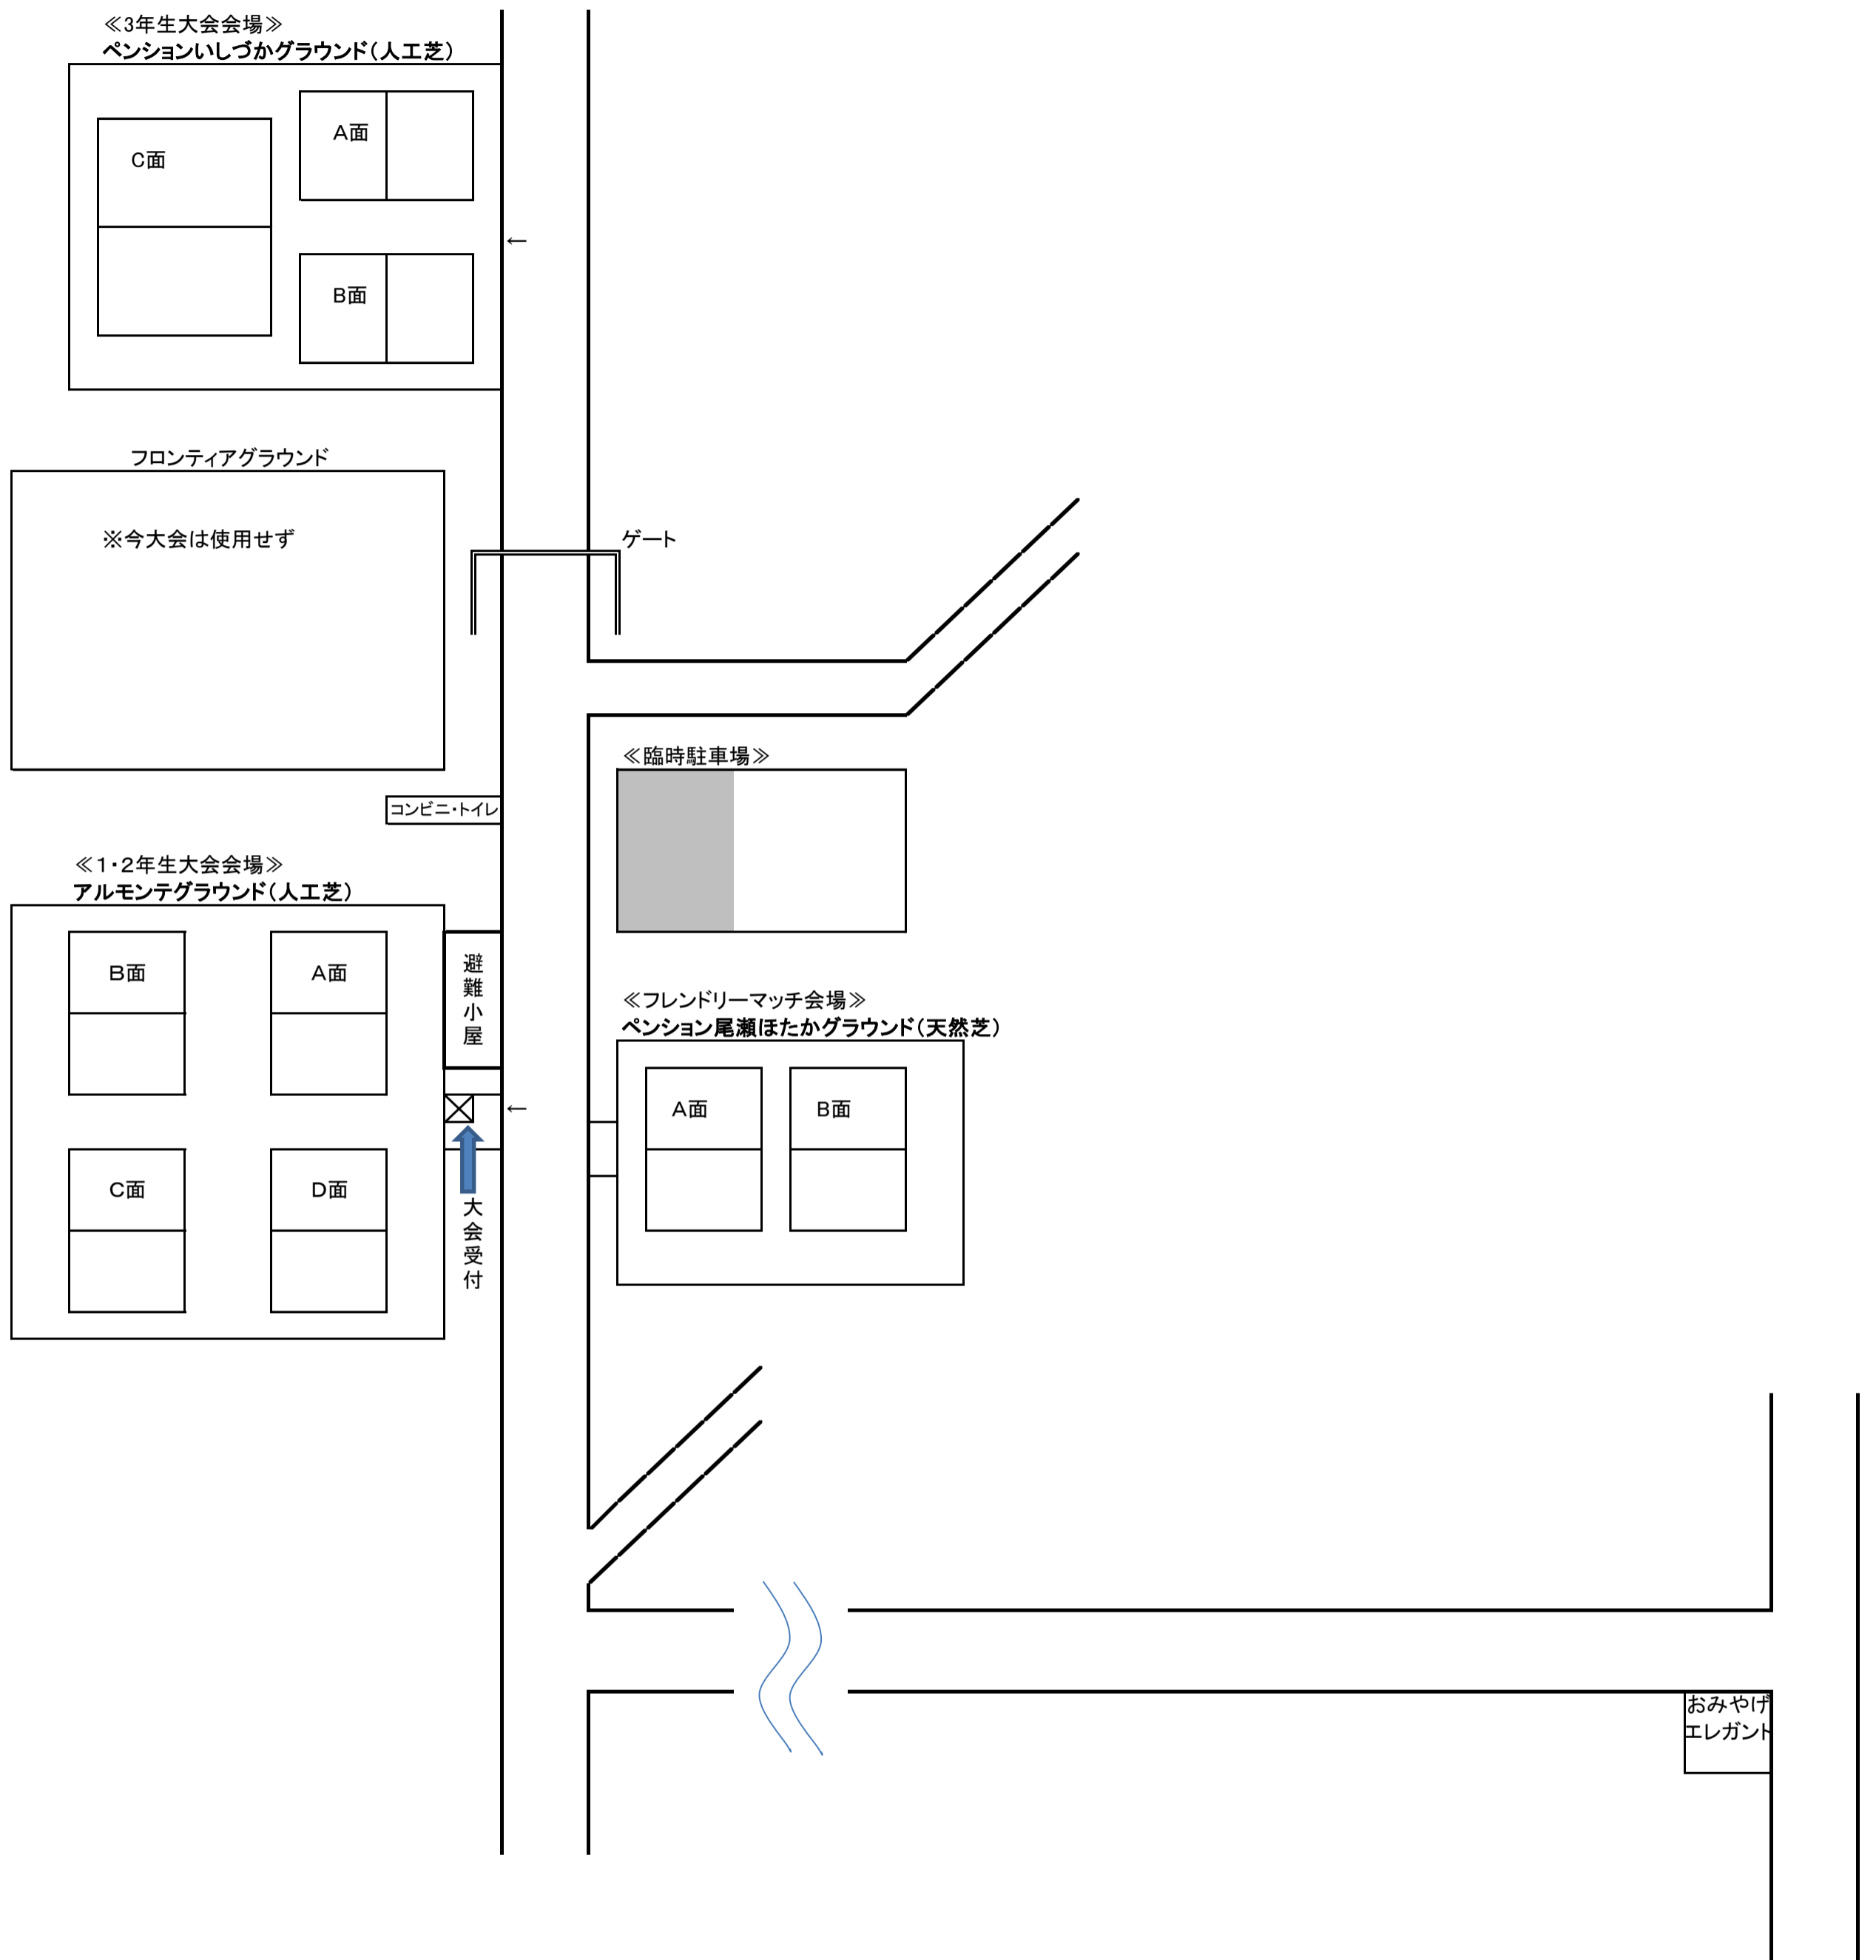 ≪3年生大会会場≫
ペンションいしづかグラウンド(人工芝)
A面
C面
←
B面
フロンティアグラウンド
※今大会は使用せず
ゲート
≪臨時駐車場≫
コンビニ・トイレ
≪1・2年生大会会場≫
アルモンテグラウンド(人工芝)
B面
A面
避難小屋
≪フレンドリーマッチ会場≫
ペンション尾瀬ほたかグラウンド(天然芝)
←
A面
B面
C面
D面
大会受付
おみやげ
エレガント